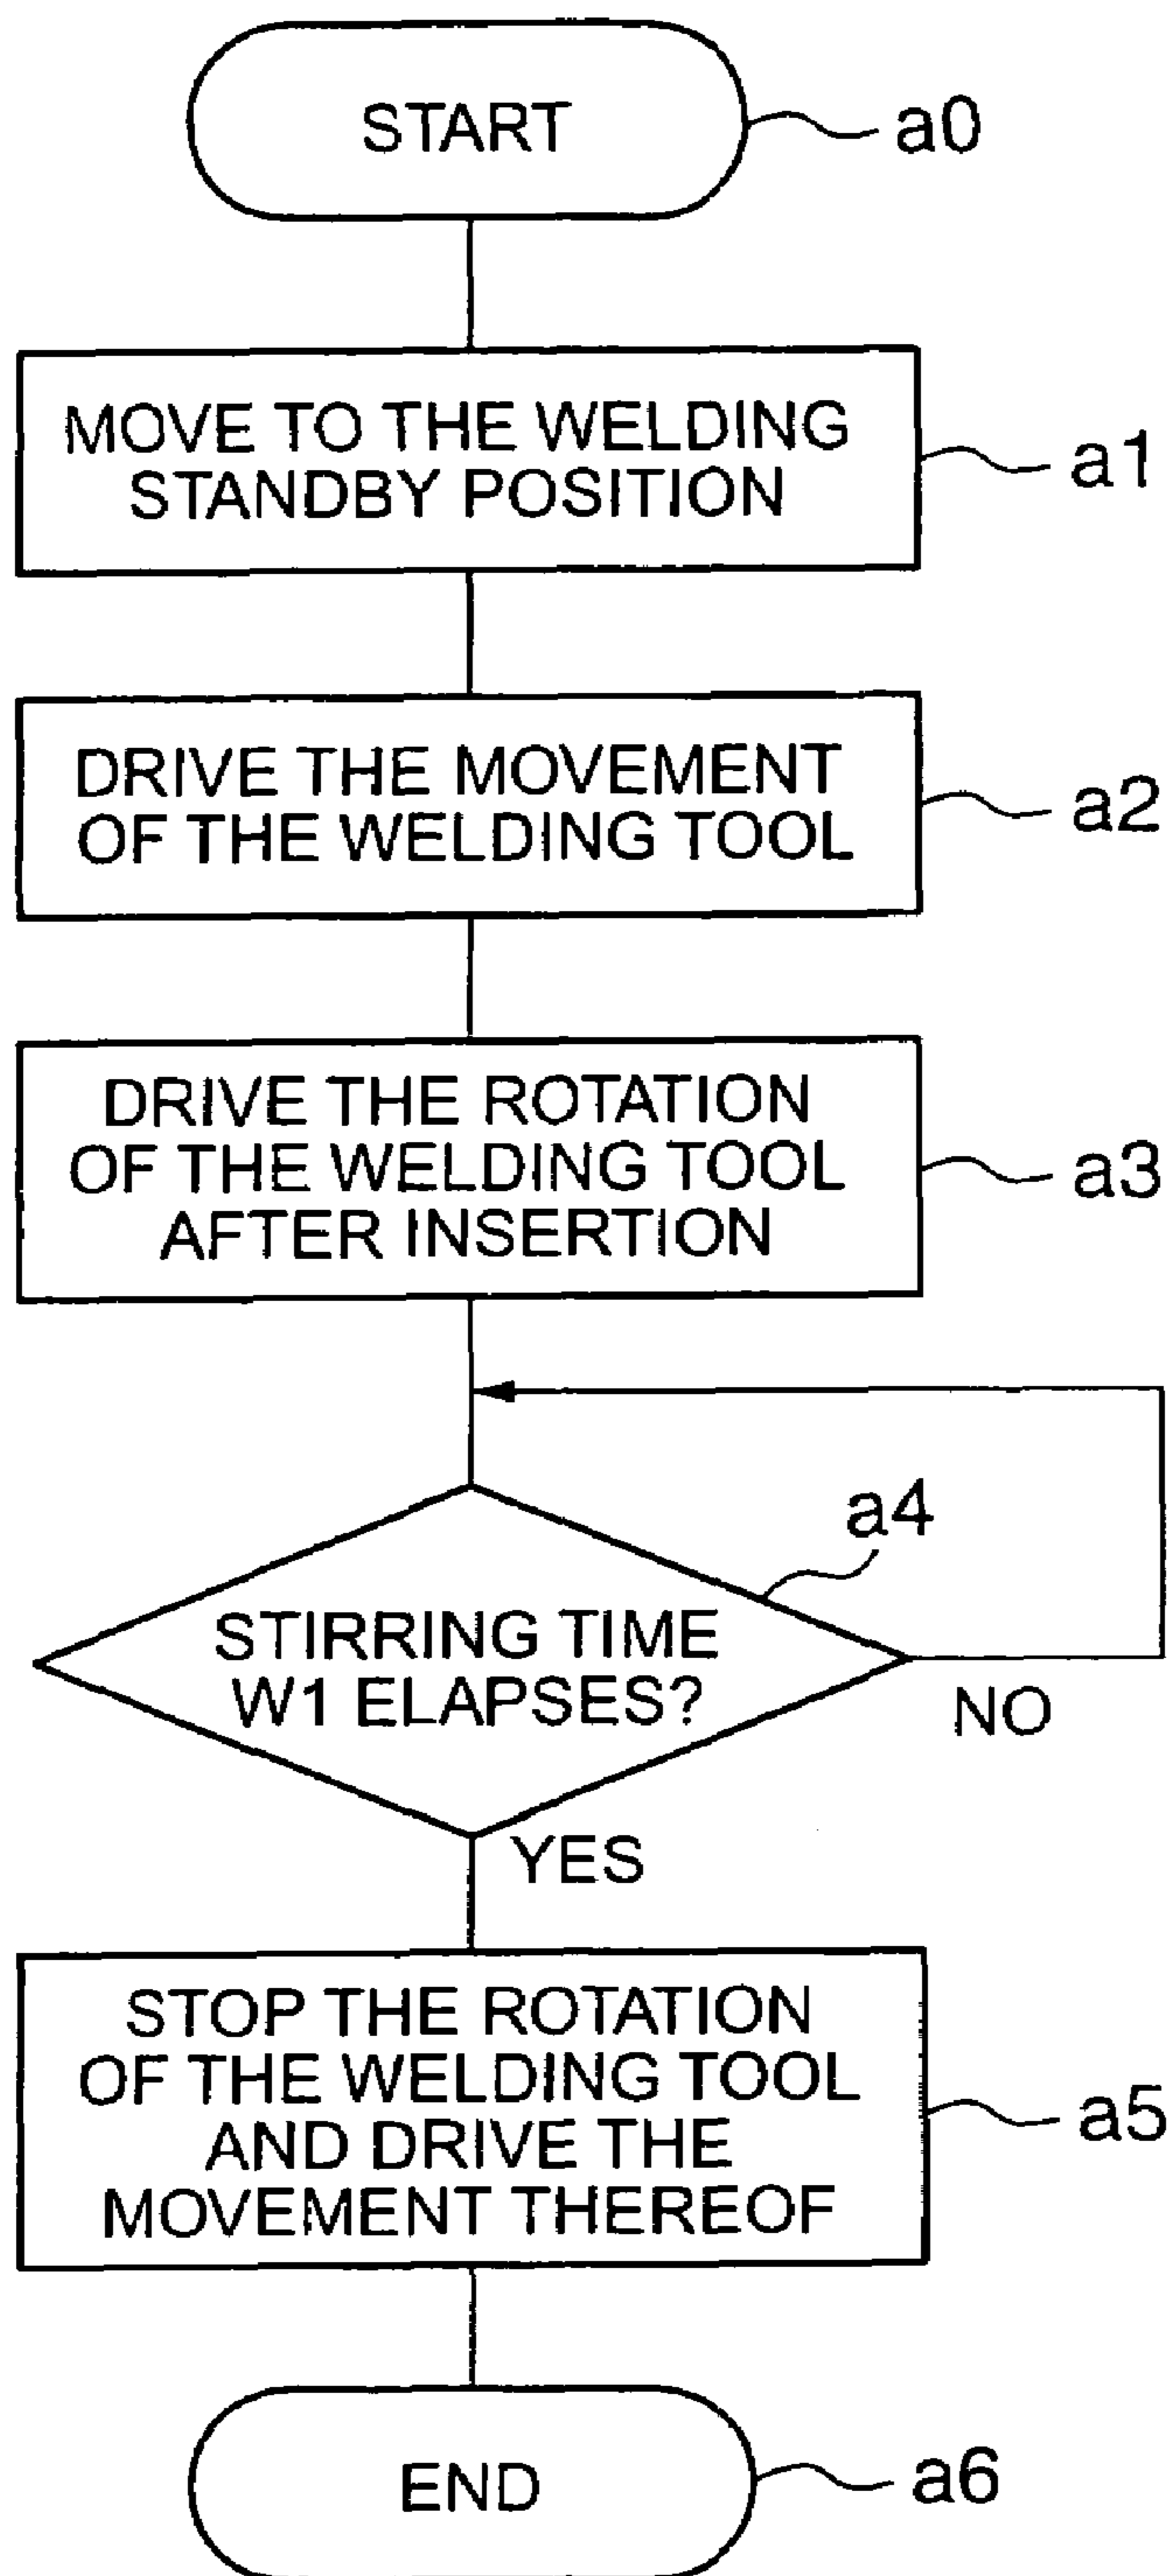 START
a0
MOVE TO THE WELDING
STANDBY POSITION
a1
DRIVE THE MOVEMENT
OF THE WELDING TOOL
a2
DRIVE THE ROTATION
OF THE WELDING TOOL
AFTER INSERTION
a3
a4
STIRRING TIME
W1 ELAPSES?
NO
YES
STOP THE ROTATION
OF THE WELDING TOOL
AND DRIVE THE
MOVEMENT THEREOF
a5
END
a6